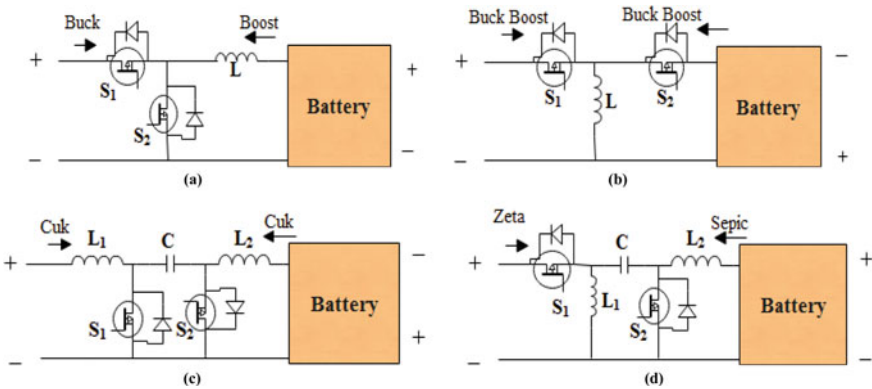 Buck
Boost
+
S1
L
Battery
+
S2
−
−
(a)
Buck Boost
Buck Boost
+
−
S1
S2
L
Battery
−
+
(b)
Cuk
Cuk
L1
C
L2
+
−
S1
S2
Battery
−
+
(c)
Zeta
Sepic
C
L2
+
+
S1
L1
S2
Battery
−
−
(d)